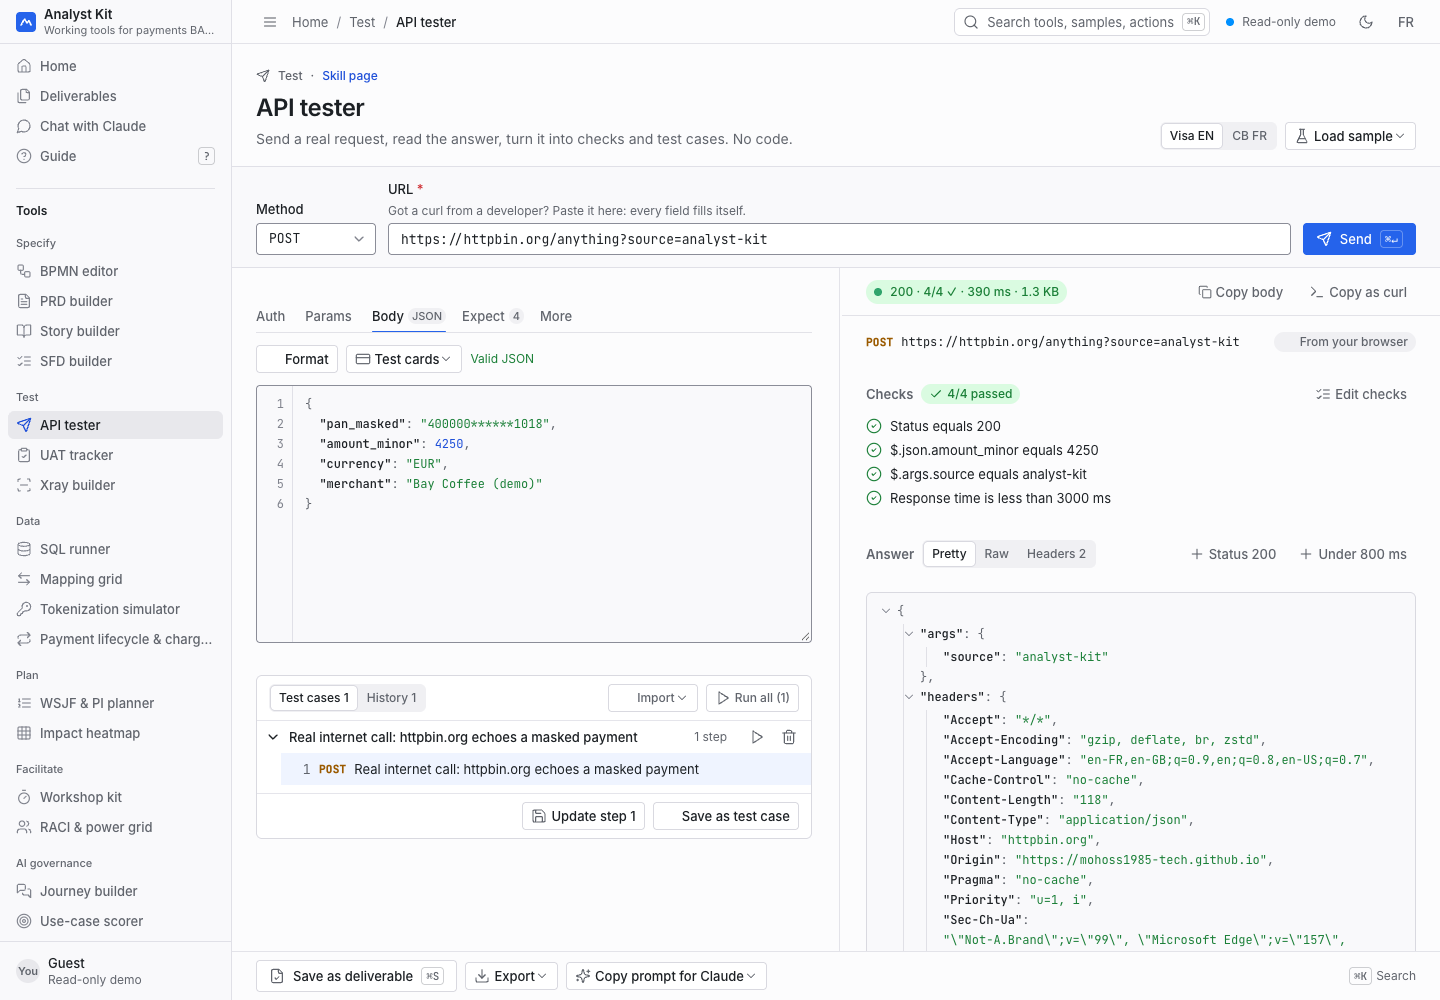 Analyst Kit
Working tools for payments BA...
Home
Deliverables
Chat with Claude
Guide ?
Tools
Specify
BPMN editor
PRD builder
Story builder
SFD builder
Test
API tester
UAT tracker
Xray builder
Data
SQL runner
Mapping grid
Tokenization simulator
Payment lifecycle & charg...
Plan
WSJF & PI planner
Impact heatmap
Facilitate
Workshop kit
RACI & power grid
AI governance
Journey builder
Use-case scorer
You
Guest
Read-only demo
Home / Test / API tester
Search tools, samples, actions ⌘K
Read-only demo
FR
Test · Skill page
API tester
Send a real request, read the answer, turn it into checks and test cases. No code.
Visa EN CB FR
Load sample
Method
POST
URL *
Got a curl from a developer? Paste it here: every field fills itself.
https://httpbin.org/anything?source=analyst-kit
Send ⌘↵
Auth Params Body JSON Expect 4 More
Format Test cards Valid JSON
1 {
2 "pan_masked": "400000******1018",
3 "amount_minor": 4250,
4 "currency": "EUR",
5 "merchant": "Bay Coffee (demo)"
6 }
Test cases 1 History 1 Import Run all (1)
Real internet call: httpbin.org echoes a masked payment 1 step
1 POST Real internet call: httpbin.org echoes a masked payment
Update step 1 Save as test case
200 · 4/4 ✓ · 390 ms · 1.3 KB
Copy body Copy as curl
POST https://httpbin.org/anything?source=analyst-kit From your browser
Checks 4/4 passed Edit checks
Status equals 200
$.json.amount_minor equals 4250
$.args.source equals analyst-kit
Response time is less than 3000 ms
Answer Pretty Raw Headers 2 + Status 200 + Under 800 ms
{
"args": {
"source": "analyst-kit"
},
"headers": {
"Accept": "*/*",
"Accept-Encoding": "gzip, deflate, br, zstd",
"Accept-Language": "en-FR,en-GB;q=0.9,en;q=0.8,en-US;q=0.7",
"Cache-Control": "no-cache",
"Content-Length": "118",
"Content-Type": "application/json",
"Host": "httpbin.org",
"Origin": "https://mohoss1985-tech.github.io",
"Pragma": "no-cache",
"Priority": "u=1, i",
"Sec-Ch-Ua":
"\"Not-A.Brand\";v=\"99\", \"Microsoft Edge\";v=\"157\",
Save as deliverable ⌘S Export Copy prompt for Claude
⌘K Search